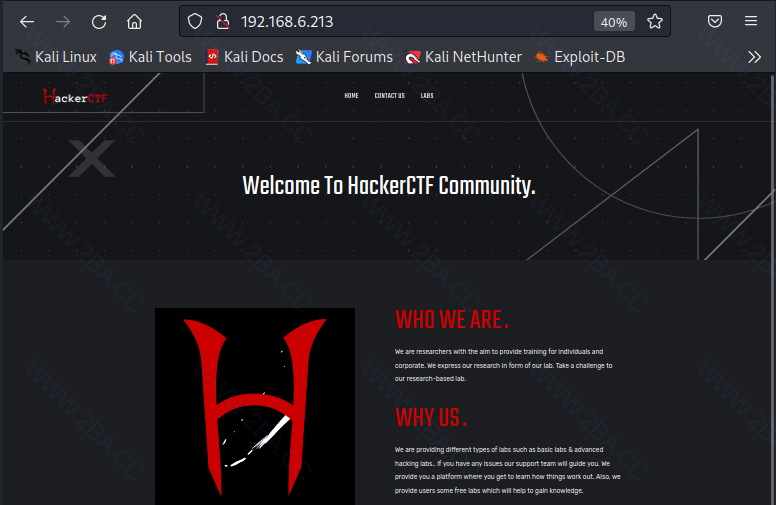 192.168.6.213
40%
Kali Linux Kali Tools Kali Docs Kali Forums Kali NetHunter Exploit-DB
HackerCTF
HOME CONTACT US LABS
Welcome To HackerCTF Community.
WHO WE ARE .
We are researchers with the aim to provide training for individuals and
corporate. We express our research in form of our lab. Take a challenge to
our research-based lab.
WHY US .
We are providing different types of labs such as basic labs & advanced
hacking labs.. If you have any issues our support team will guide you. We
provide you a platform where you get to learn how things work out. Also, we
provide users some free labs which will help to gain knowledge.
WWW.2BA.CC